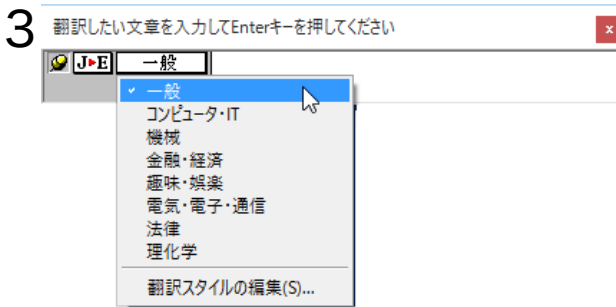 3
翻訳したい文章を入力してEnterキーを押してください
x
J▶E 一般
✓ 一般
コンピュータ・IT
機械
金融・経済
趣味・娯楽
電気・電子・通信
法律
理化学
翻訳スタイルの編集(S)...